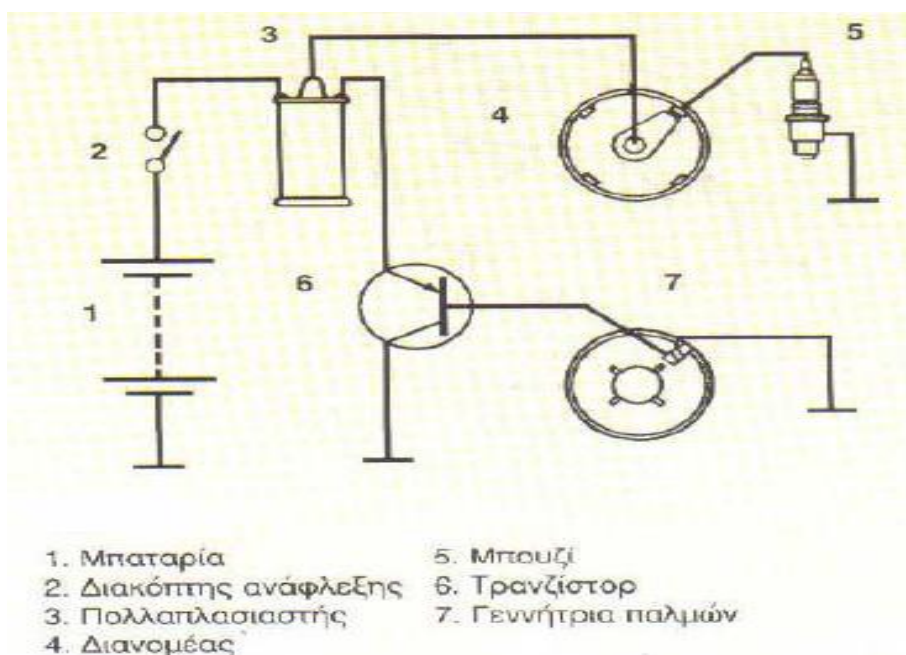 3
5
4
2
6
7
1
1. Μπαταρία 5. Μπουζί
2. Διακόπτης ανάφλεξης 6. Τρανζίστορ
3. Πολλαπλασιαστής 7. Γεννήτρια παλμών
4. Διανομέας